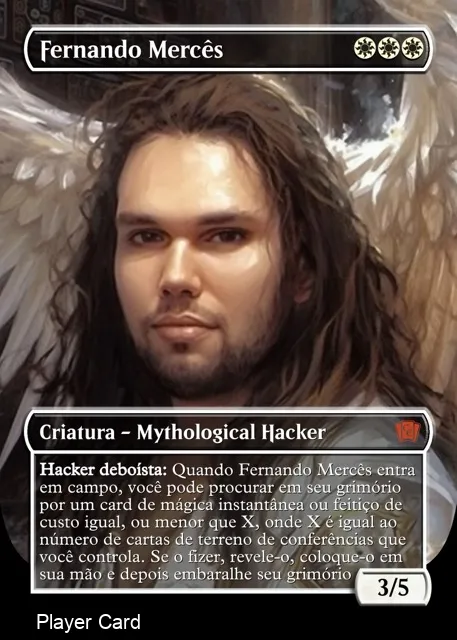 Fernando Mercês
Criatura – Mythological Hacker
Hacker deboísta: Quando Fernando Mercês entra
em campo, você pode procurar em seu grimório
por um card de mágica instantânea ou feitiço de
custo igual, ou menor que X, onde X é igual ao
número de cartas de terreno de conferências que
você controla. Se o fizer, revele-o, coloque-o em
sua mão e depois embaralhe seu grimório
3/5
Player Card